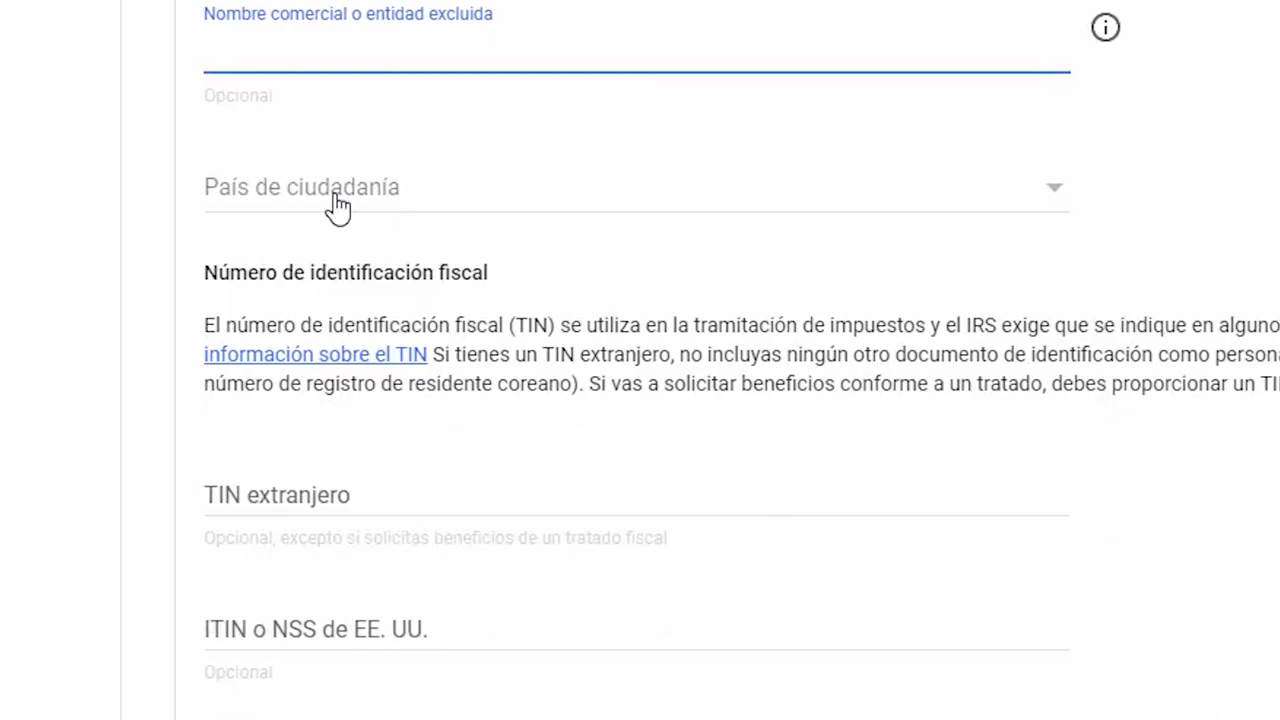 Nombre comercial o entidad excluida
Opcional
País de ciudadanía
Número de identificación fiscal
El número de identificación fiscal (TIN) se utiliza en la tramitación de impuestos y el IRS exige que se indique en alguno
información sobre el TIN Si tienes un TIN extranjero, no incluyas ningún otro documento de identificación como persona
número de registro de residente coreano). Si vas a solicitar beneficios conforme a un tratado, debes proporcionar un
TIN extranjero
Opcional, excepto si solicitas beneficios de un tratado fiscal
ITIN o NSS de EE. UU.
Opcional